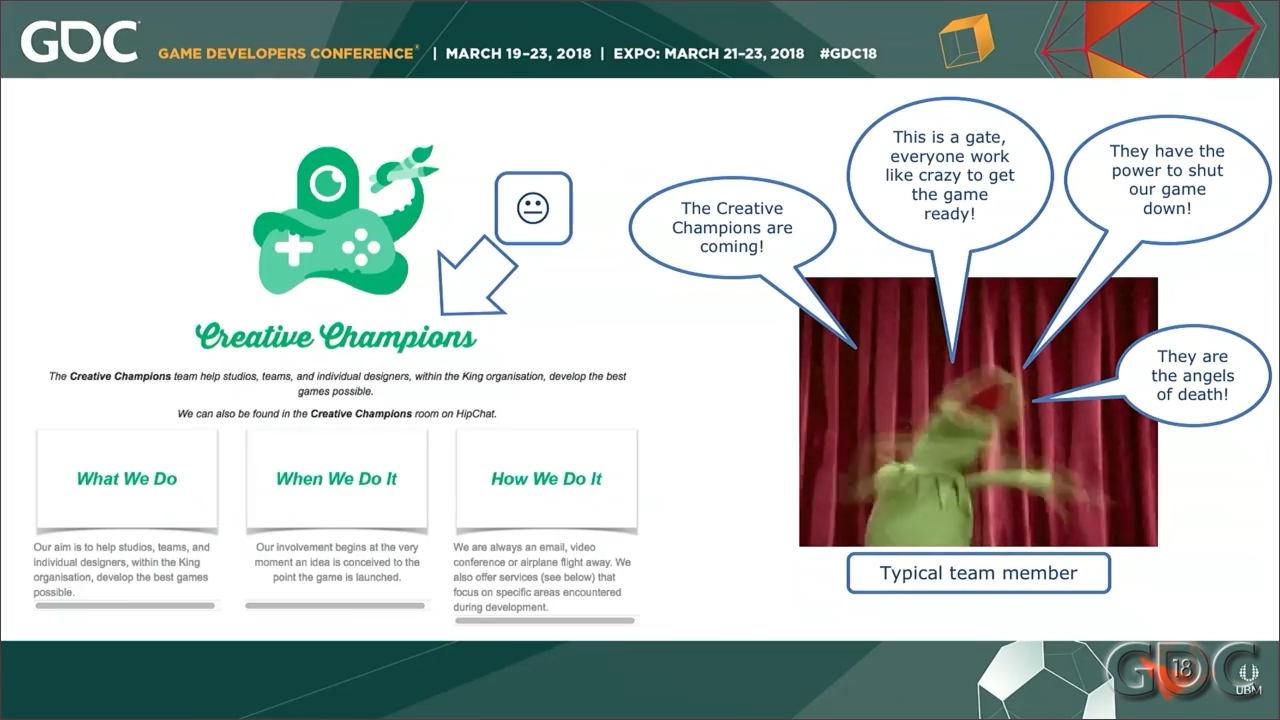 GDC GAME DEVELOPERS CONFERENCE® | MARCH 19–23, 2018 | EXPO: MARCH 21–23, 2018 #GDC18
Creative Champions
The Creative Champions team help studios, teams, and individual designers, within the King organisation, develop the best
games possible.
We can also be found in the Creative Champions room on HipChat.
What We Do
Our aim is to help studios, teams, and
individual designers, within the King
organisation, develop the best games
possible.
When We Do It
Our involvement begins at the very
moment an idea is conceived to the
point the game is launched.
How We Do It
We are always an email, video
conference or airplane flight away. We
also offer services (see below) that
focus on specific areas encountered
during development.
The Creative
Champions are
coming!
This is a gate,
everyone work
like crazy to get
the game
ready!
They have the
power to shut
our game
down!
They are
the angels
of death!
Typical team member
GDC
18
UBM